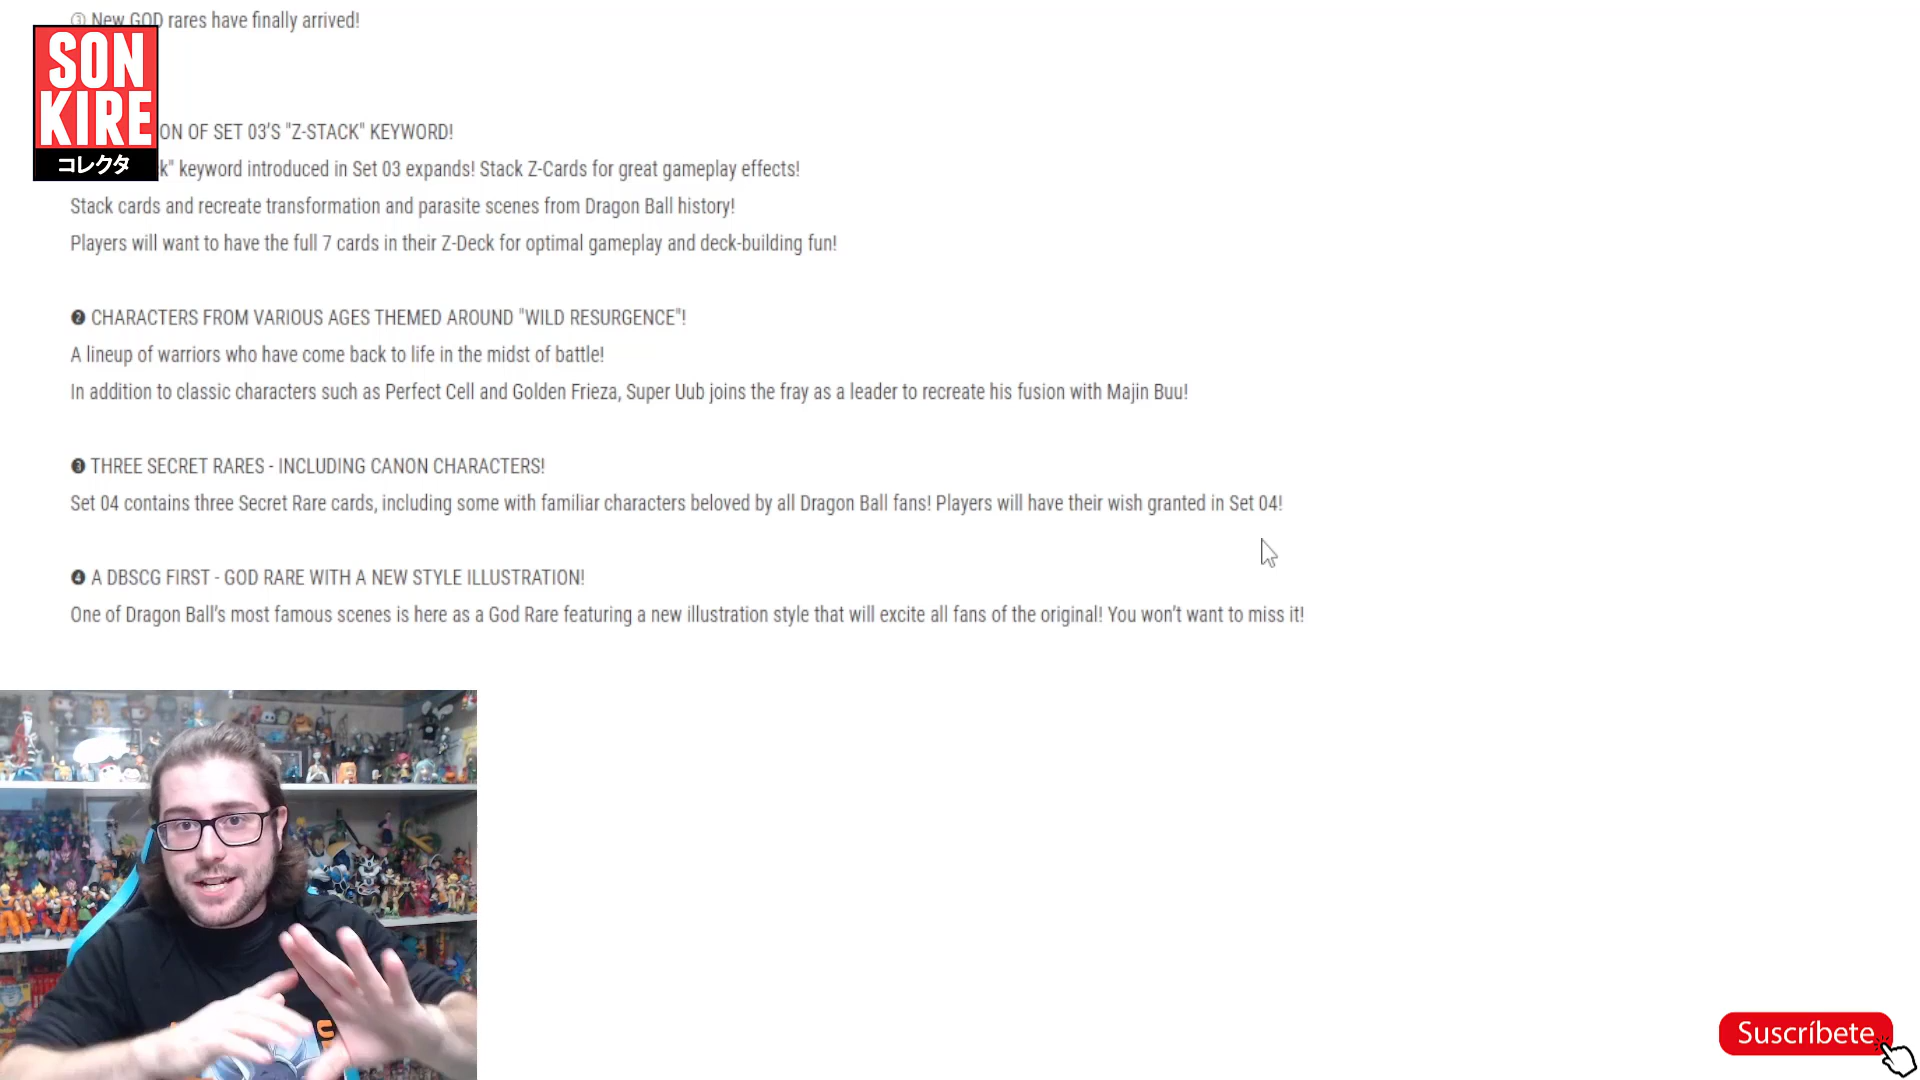 ③ New GOD rares have finally arrived!
SON
KIRE
コレクタ
ON OF SET 03'S "Z-STACK" KEYWORD!
k" keyword introduced in Set 03 expands! Stack Z-Cards for great gameplay effects!
Stack cards and recreate transformation and parasite scenes from Dragon Ball history!
Players will want to have the full 7 cards in their Z-Deck for optimal gameplay and deck-building fun!
❷ CHARACTERS FROM VARIOUS AGES THEMED AROUND "WILD RESURGENCE"!
A lineup of warriors who have come back to life in the midst of battle!
In addition to classic characters such as Perfect Cell and Golden Frieza, Super Uub joins the fray as a leader to recreate his fusion with Majin Buu!
❸ THREE SECRET RARES - INCLUDING CANON CHARACTERS!
Set 04 contains three Secret Rare cards, including some with familiar characters beloved by all Dragon Ball fans! Players will have their wish granted in Set 04!
❹ A DBSCG FIRST - GOD RARE WITH A NEW STYLE ILLUSTRATION!
One of Dragon Ball's most famous scenes is here as a God Rare featuring a new illustration style that will excite all fans of the original! You won't want to miss it!
Suscríbete